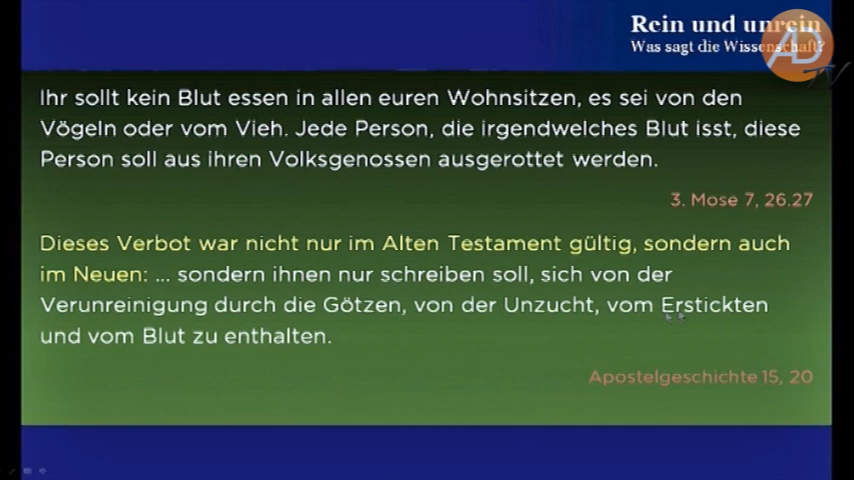 Rein und unrein
Was sagt die Wissenschaft?
AD
TV
Ihr sollt kein Blut essen in allen euren Wohnsitzen, es sei von den
Vögeln oder vom Vieh. Jede Person, die irgendwelches Blut isst, diese
Person soll aus ihren Volksgenossen ausgerottet werden.
3. Mose 7, 26.27
Dieses Verbot war nicht nur im Alten Testament gültig, sondern auch
im Neuen: ... sondern ihnen nur schreiben soll, sich von der
Verunreinigung durch die Götzen, von der Unzucht, vom Erstickten
und vom Blut zu enthalten.
Apostelgeschichte 15, 20